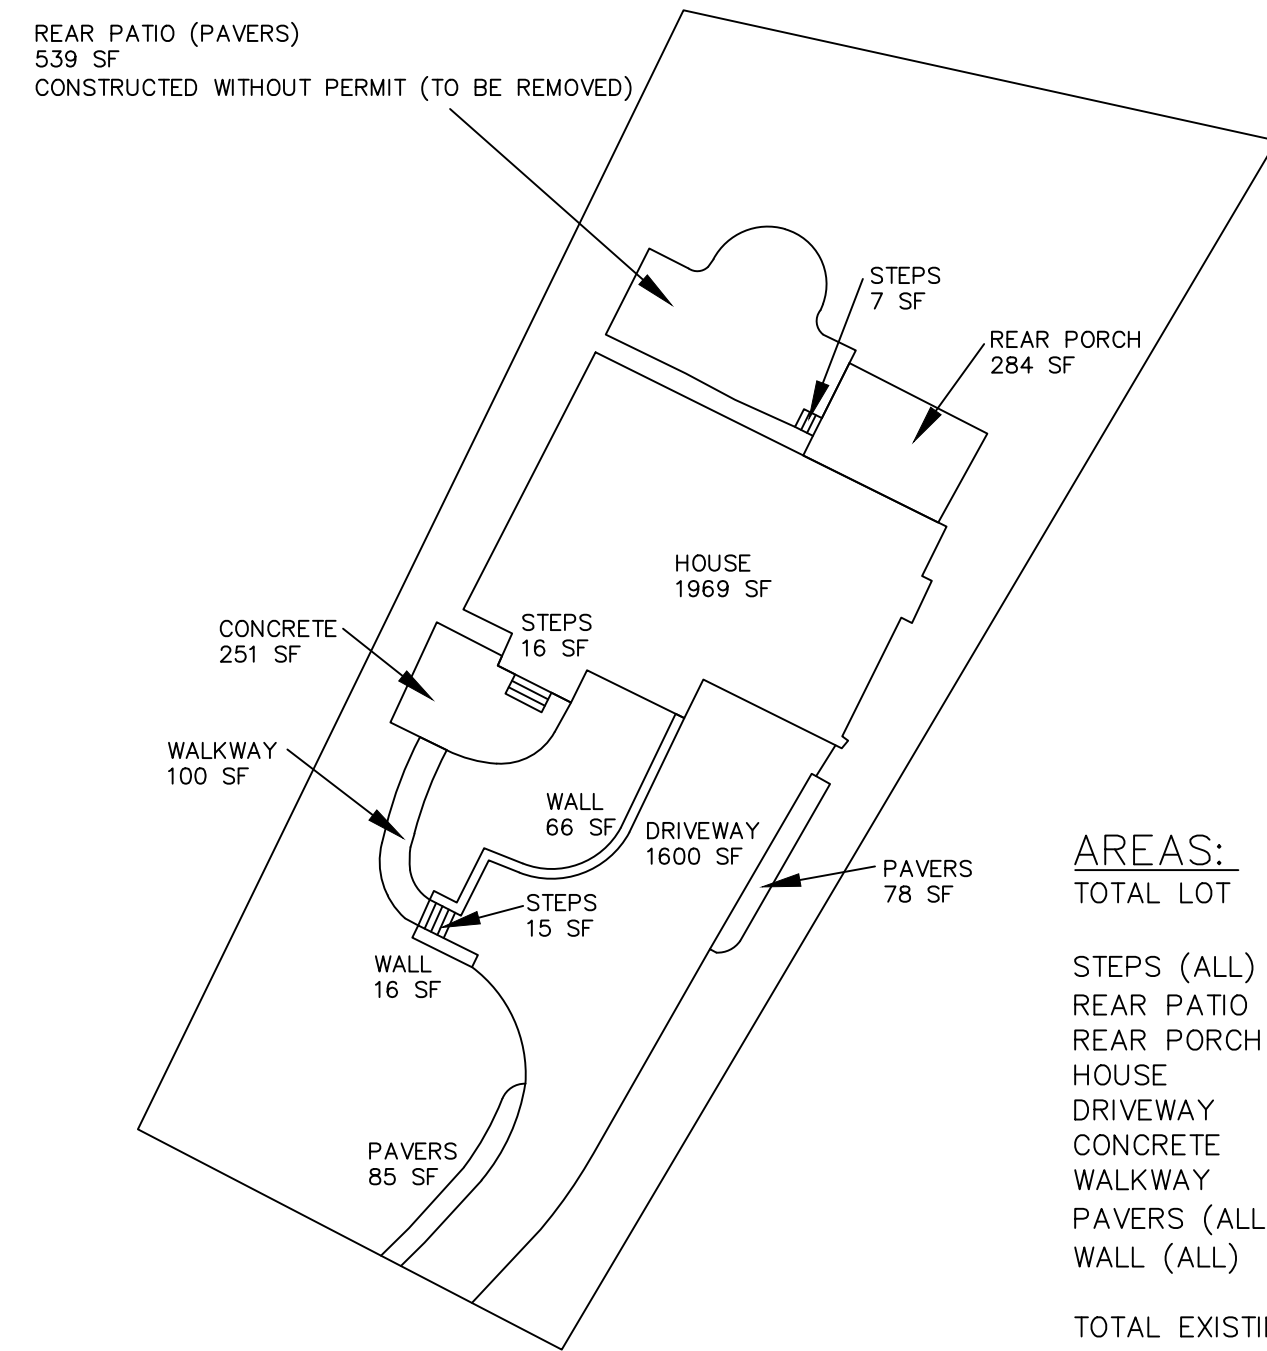 REAR PATIO (PAVERS)
539 SF
CONSTRUCTED WITHOUT PERMIT (TO BE REMOVED)
STEPS
7 SF
REAR PORCH
284 SF
HOUSE
1969 SF
STEPS
16 SF
CONCRETE
251 SF
WALKWAY
100 SF
WALL
66 SF
DRIVEWAY
1600 SF
PAVERS
78 SF
STEPS
15 SF
WALL
16 SF
PAVERS
85 SF
AREAS:
TOTAL LOT
STEPS (ALL)
REAR PATIO
REAR PORCH
HOUSE
DRIVEWAY
CONCRETE
WALKWAY
PAVERS (ALL
WALL (ALL)
TOTAL